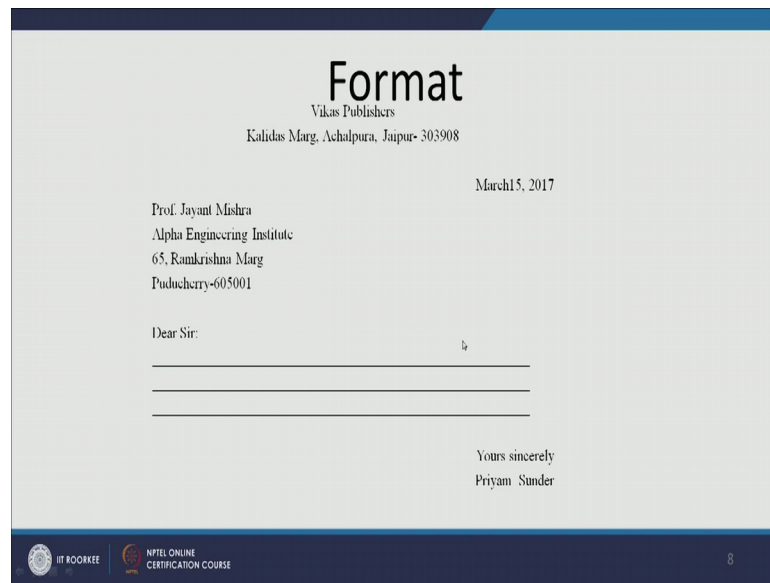 Format
Vikas Publishers
Kalidas Marg, Achalpura, Jaipur- 303908
March15, 2017
Prof. Jayant Mishra
Alpha Engineering Institute
65, Ramkrishna Marg
Puducherry-605001
Dear Sir:
Yours sincerely
Priyam Sunder
IIT ROORKEE
NPTEL ONLINE
CERTIFICATION COURSE
8